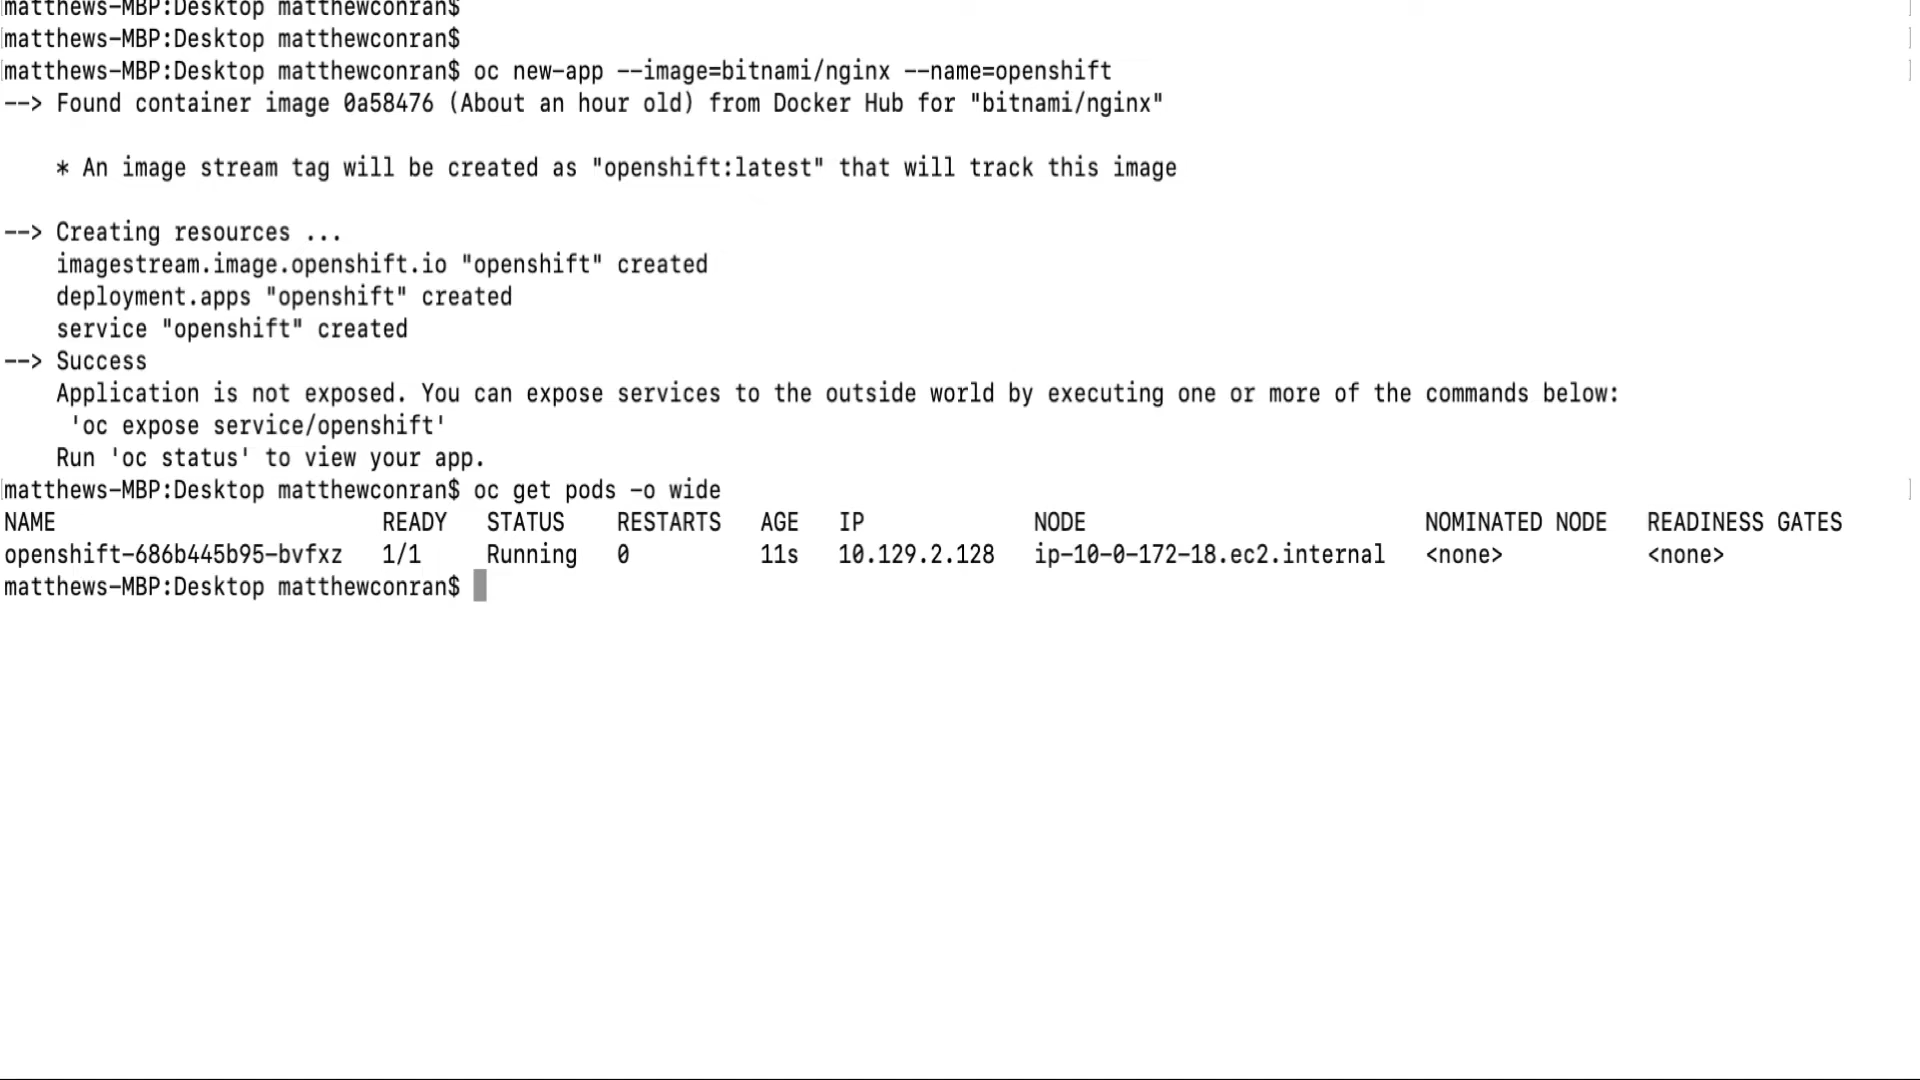 matthews-MBP:Desktop matthewconran$
matthews-MBP:Desktop matthewconran$
matthews-MBP:Desktop matthewconran$ oc new-app --image=bitnami/nginx --name=openshift
--> Found container image 0a58476 (About an hour old) from Docker Hub for "bitnami/nginx"
* An image stream tag will be created as "openshift:latest" that will track this image
--> Creating resources ...
imagestream.image.openshift.io "openshift" created
deployment.apps "openshift" created
service "openshift" created
--> Success
Application is not exposed. You can expose services to the outside world by executing one or more of the commands below:
'oc expose service/openshift'
Run 'oc status' to view your app.
matthews-MBP:Desktop matthewconran$ oc get pods -o wide
NAME READY STATUS RESTARTS AGE IP NODE NOMINATED NODE READINESS GATES
openshift-686b445b95-bvfxz 1/1 Running 0 11s 10.129.2.128 ip-10-0-172-18.ec2.internal <none> <none>
matthews-MBP:Desktop matthewconran$